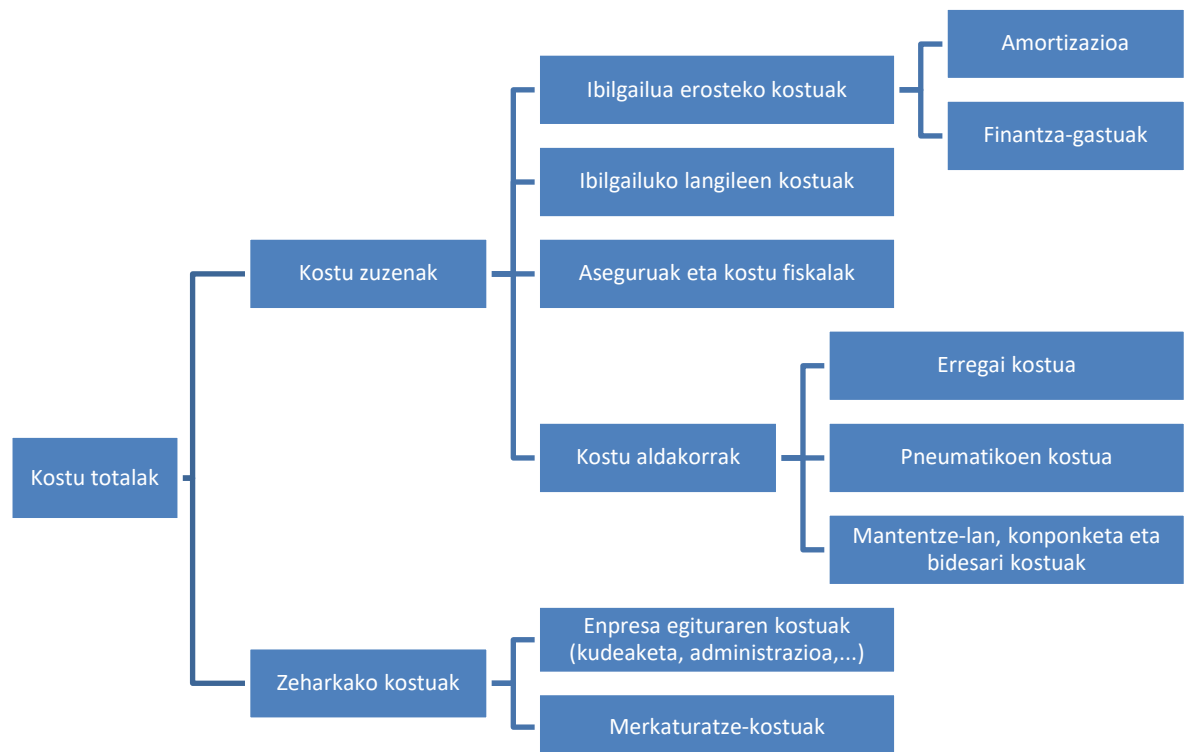 Kostu totalak
Kostu zuzenak
Ibilgailua erosteko kostuak
Amortizazioa
Finantza-gastuak
Ibilgailuko langileen kostuak
Aseguruak eta kostu fiskalak
Kostu aldakorrak
Erregai kostua
Pneumatikoen kostua
Mantentze-lan, konponketa eta
bidesari kostuak
Zeharkako kostuak
Enpresa egituraren kostuak
(kudeaketa, administrazioa,...)
Merkaturatze-kostuak